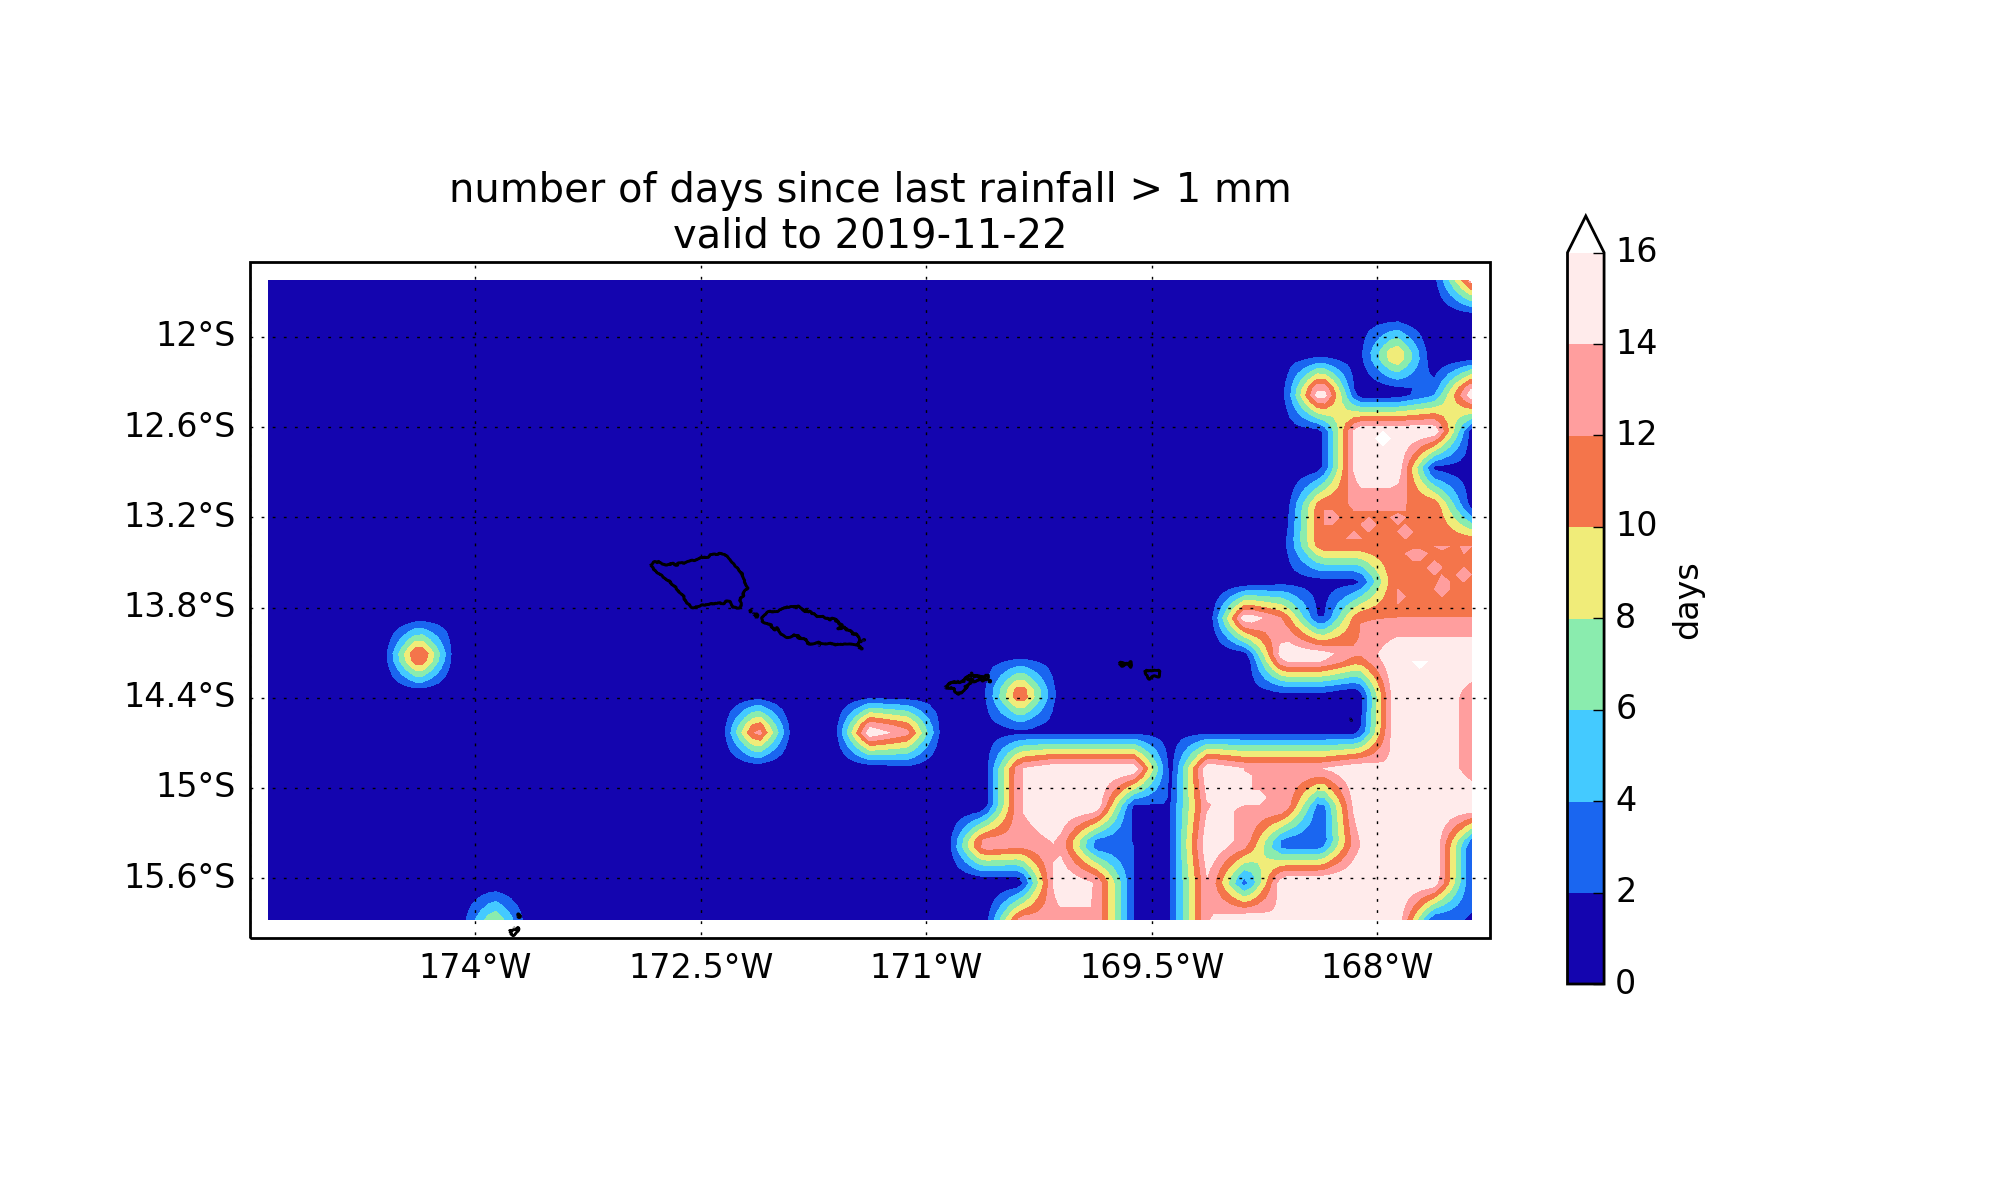 number of days since last rainfall > 1 mm
valid to 2019-11-22
12°S
12.6°S
13.2°S
13.8°S
14.4°S
15°S
15.6°S
174°W
172.5°W
171°W
169.5°W
168°W
16
14
12
10
8
6
4
2
0
days